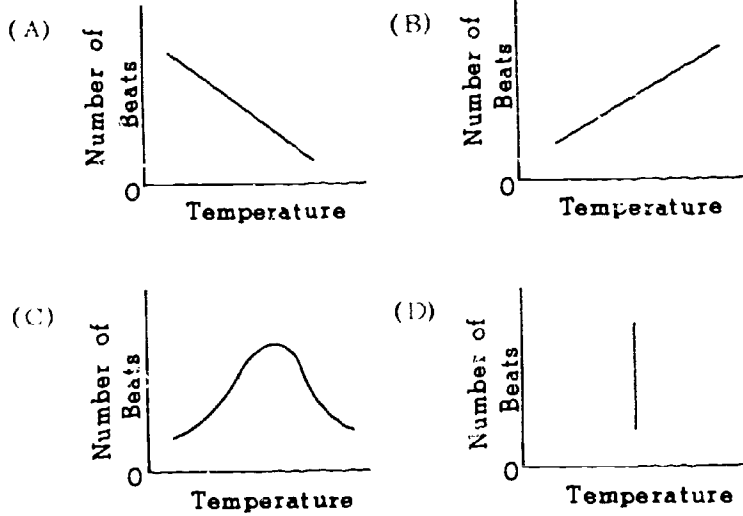 (A)
Number of
Beats
0
Temperature
(B)
Number of
Beats
0
Temperature
(C)
Number of
Beats
0
Temperature
(D)
Number of
Beats
0
Temperature